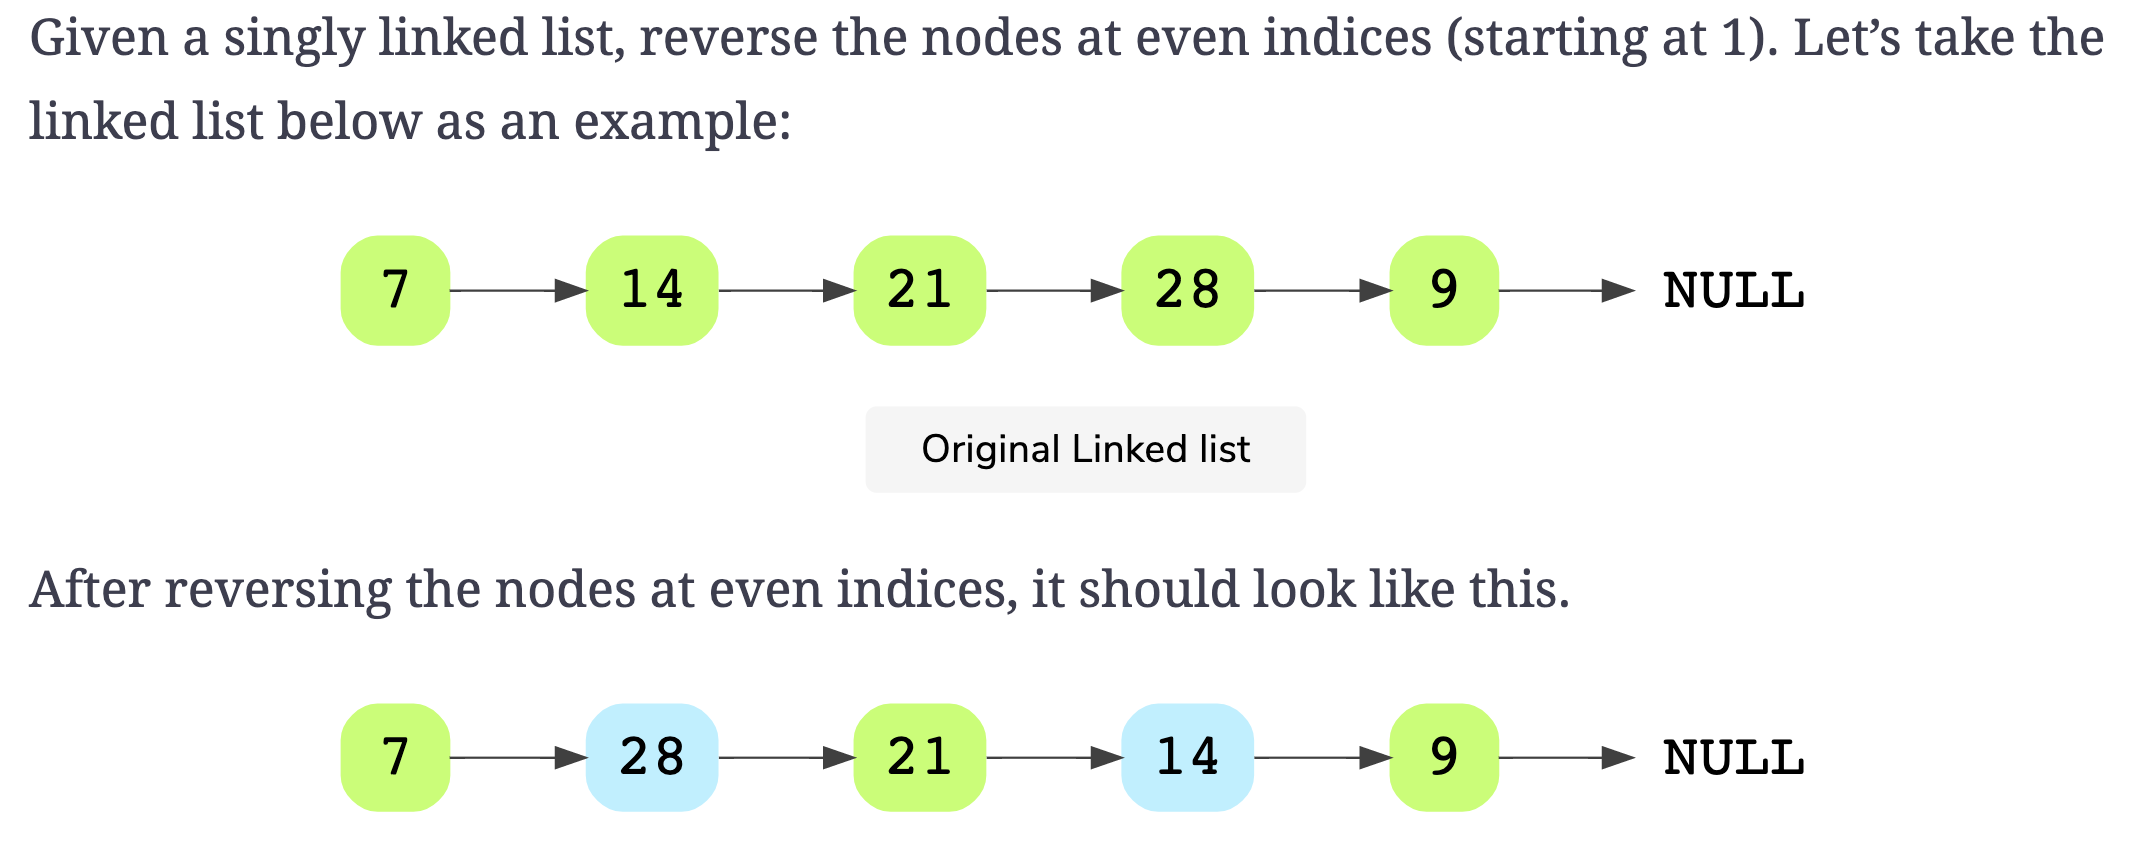 Given a singly linked list, reverse the nodes at even indices (starting at 1). Let’s take the
linked list below as an example:
7 14 21 28 9 NULL
Original Linked list
After reversing the nodes at even indices, it should look like this.
7 28 21 14 9 NULL